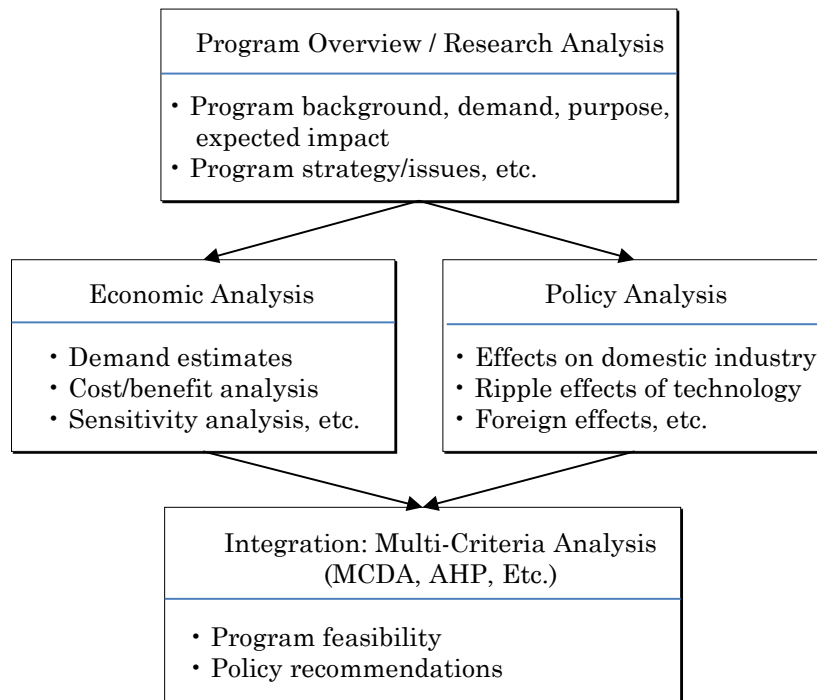 Program Overview / Research Analysis
・Program background, demand, purpose,
expected impact
・Program strategy/issues, etc.
Economic Analysis
・Demand estimates
・Cost/benefit analysis
・Sensitivity analysis, etc.
Policy Analysis
・Effects on domestic industry
・Ripple effects of technology
・Foreign effects, etc.
Integration: Multi-Criteria Analysis
(MCDA, AHP, Etc.)
・Program feasibility
・Policy recommendations